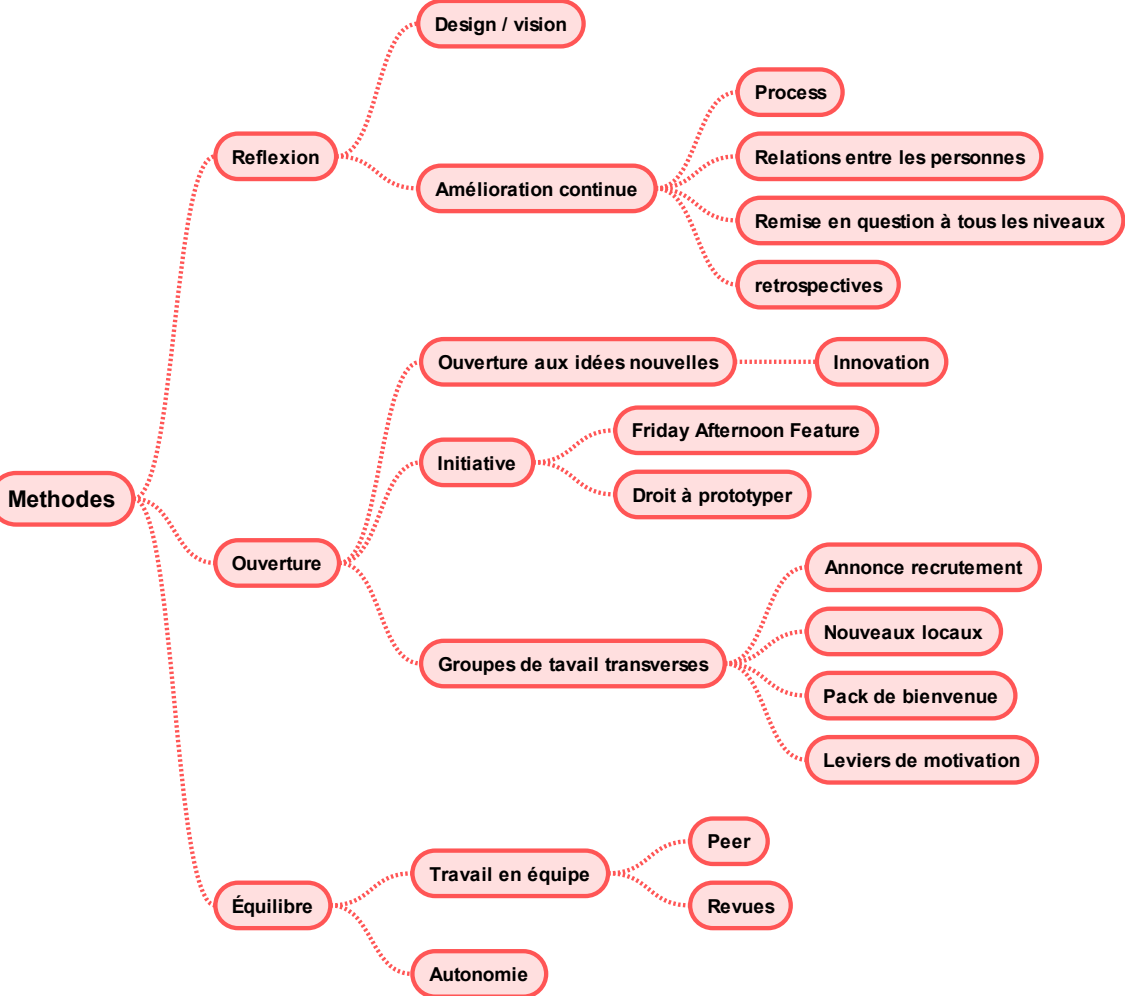 Methodes
Reflexion
Design / vision
Amélioration continue
Process
Relations entre les personnes
Remise en question à tous les niveaux
retrospectives
Ouverture
Ouverture aux idées nouvelles
Innovation
Initiative
Friday Afternoon Feature
Droit à prototyper
Groupes de tavail transverses
Annonce recrutement
Nouveaux locaux
Pack de bienvenue
Leviers de motivation
Équilibre
Travail en équipe
Peer
Revues
Autonomie